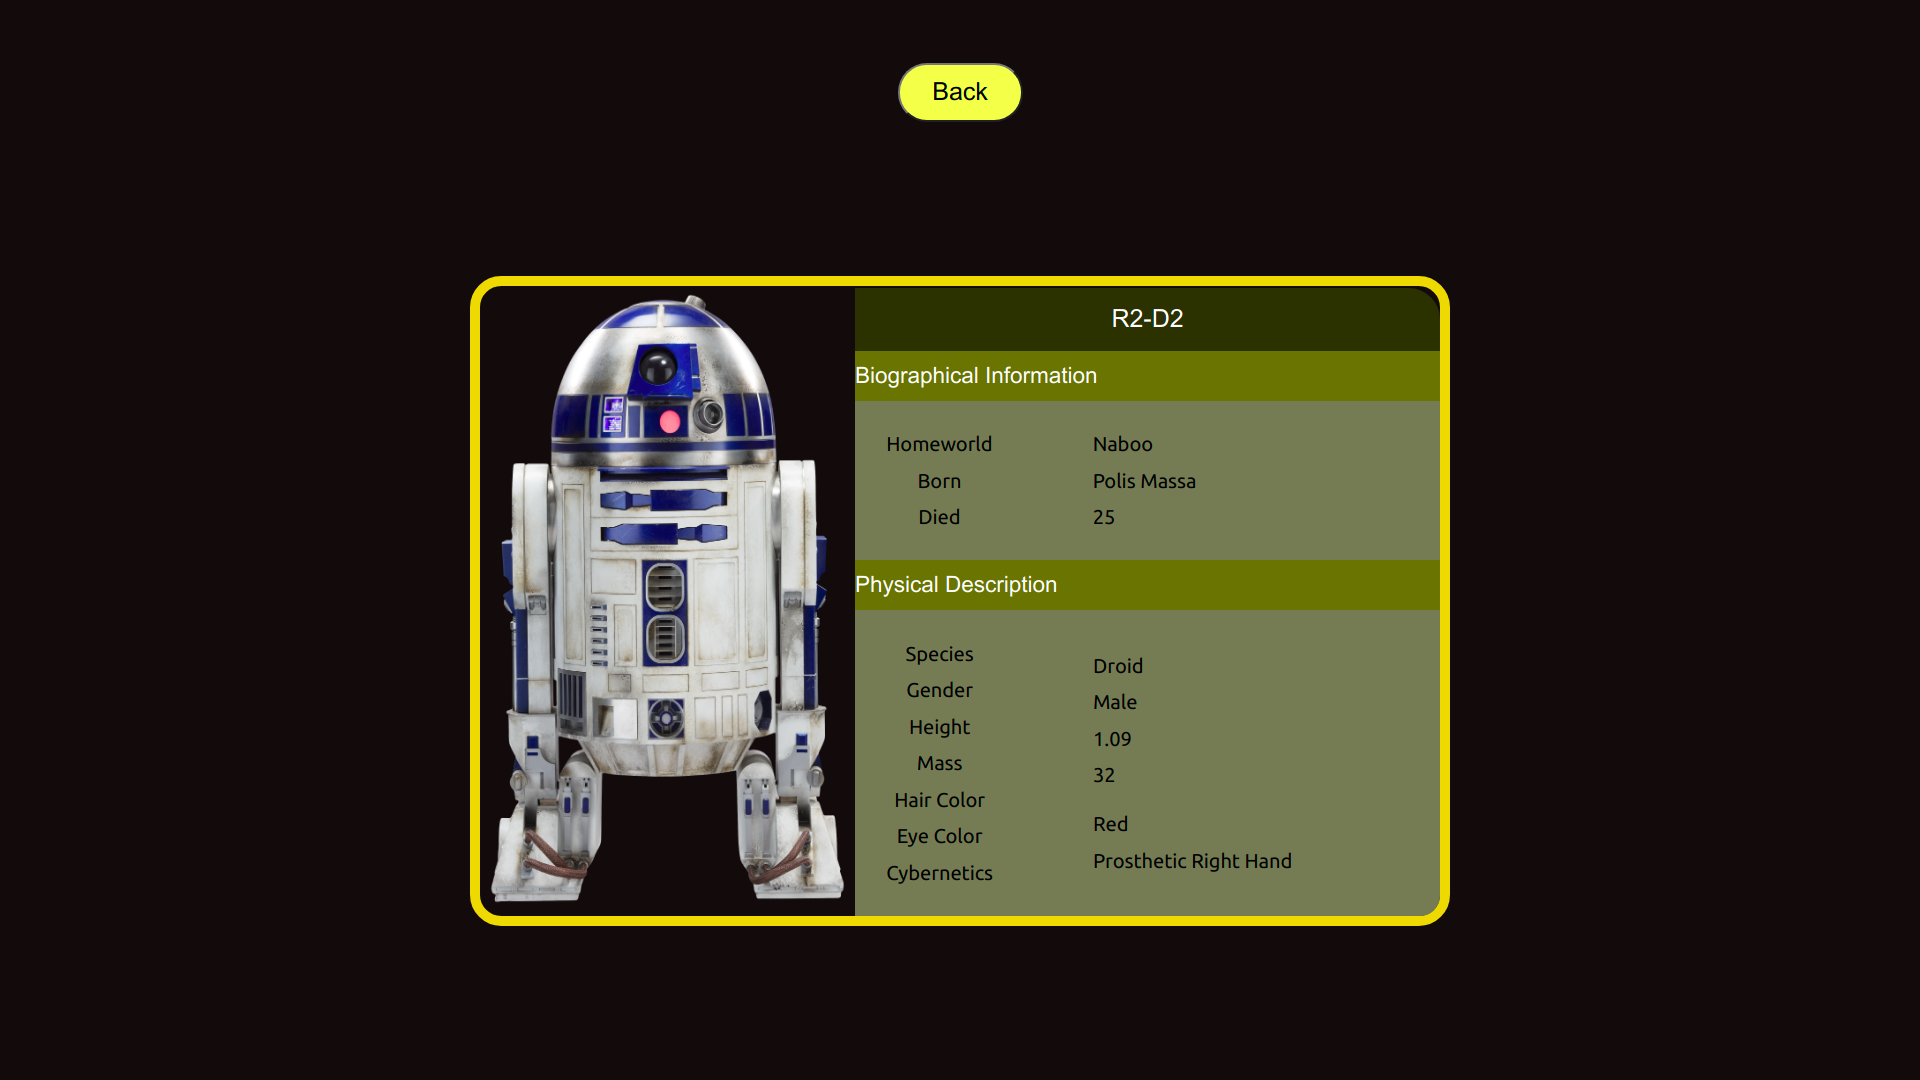 Back
R2-D2
Biographical Information
Homeworld Naboo
Born Polis Massa
Died 25
Physical Description
Species Droid
Gender Male
Height 1.09
Mass 32
Hair Color
Eye Color Red
Cybernetics Prosthetic Right Hand